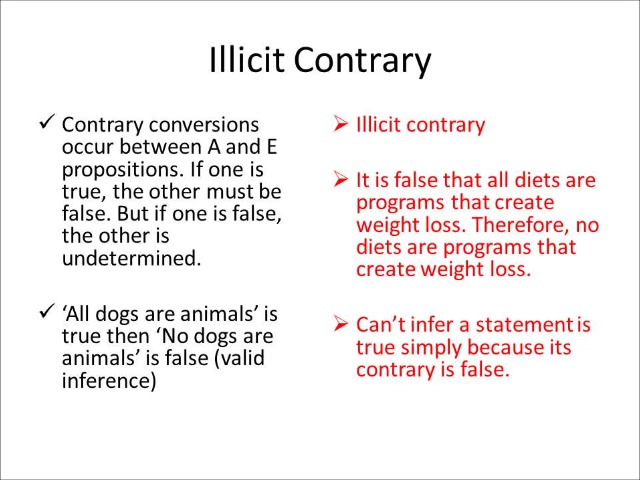 Illicit Contrary
✓ Contrary conversions
occur between A and E
propositions. If one is
true, the other must be
false. But if one is false,
the other is
undetermined.
✓ ‘All dogs are animals’ is
true then ‘No dogs are
animals’ is false (valid
inference)
➢ Illicit contrary
➢ It is false that all diets are
programs that create
weight loss. Therefore, no
diets are programs that
create weight loss.
➢ Can’t infer a statement is
true simply because its
contrary is false.